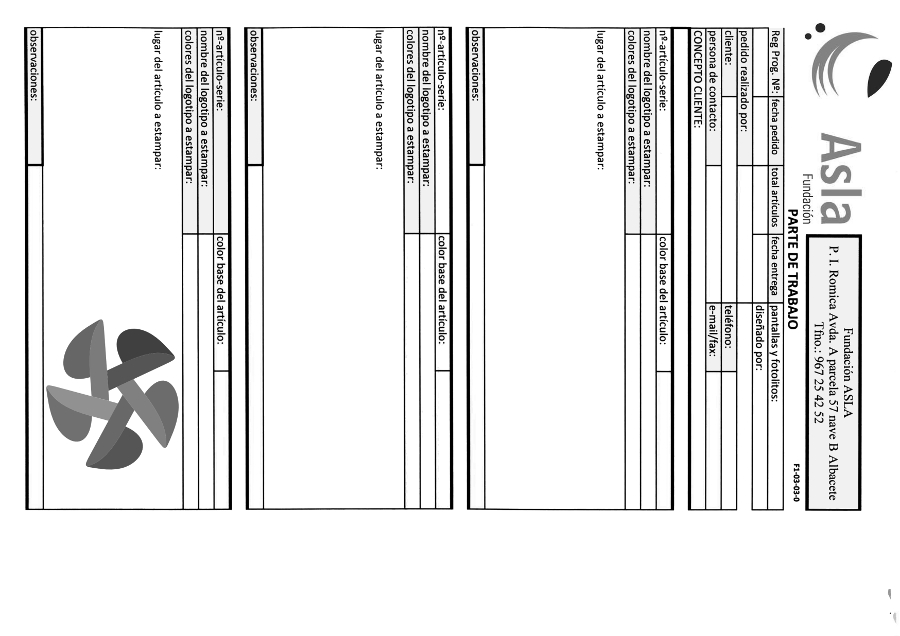 Asla
Fundación
Fundación ASLA
P. I. Romica Avda. A parcela 57 nave B Albacete
Tfno.: 967 25 42 52
PARTE DE TRABAJO
F1-03-03-0
Reg Prog. Nº: fecha pedido total artículos fecha entrega pantallas y fotolitos:
pedido realizado por: diseñado por:
cliente: teléfono:
persona de contacto: e-mail/fax:
CONCEPTO CLIENTE:
nº-artículo-serie: color base del artículo:
nombre del logotipo a estampar:
colores del logotipo a estampar:
lugar del artículo a estampar:
observaciones:
nº-artículo-serie: color base del artículo:
nombre del logotipo a estampar:
colores del logotipo a estampar:
lugar del artículo a estampar:
observaciones:
nº-artículo-serie: color base del artículo:
nombre del logotipo a estampar:
colores del logotipo a estampar:
lugar del artículo a estampar:
observaciones: